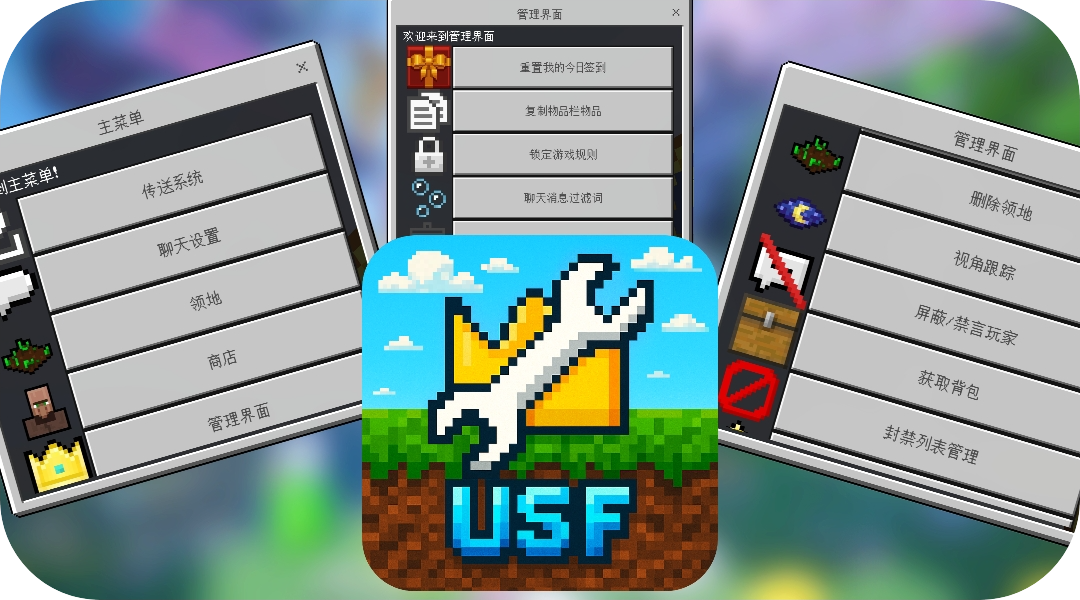 主菜单
到主菜单!
传送系统
聊天设置
领地
商店
管理界面
管理界面
欢迎来到管理界面
重置我的今日签到
复制物品栏物品
锁定游戏规则
聊天消息过滤词
管理界面
删除领地
视角跟踪
屏蔽/禁言玩家
获取背包
封禁列表管理
USF